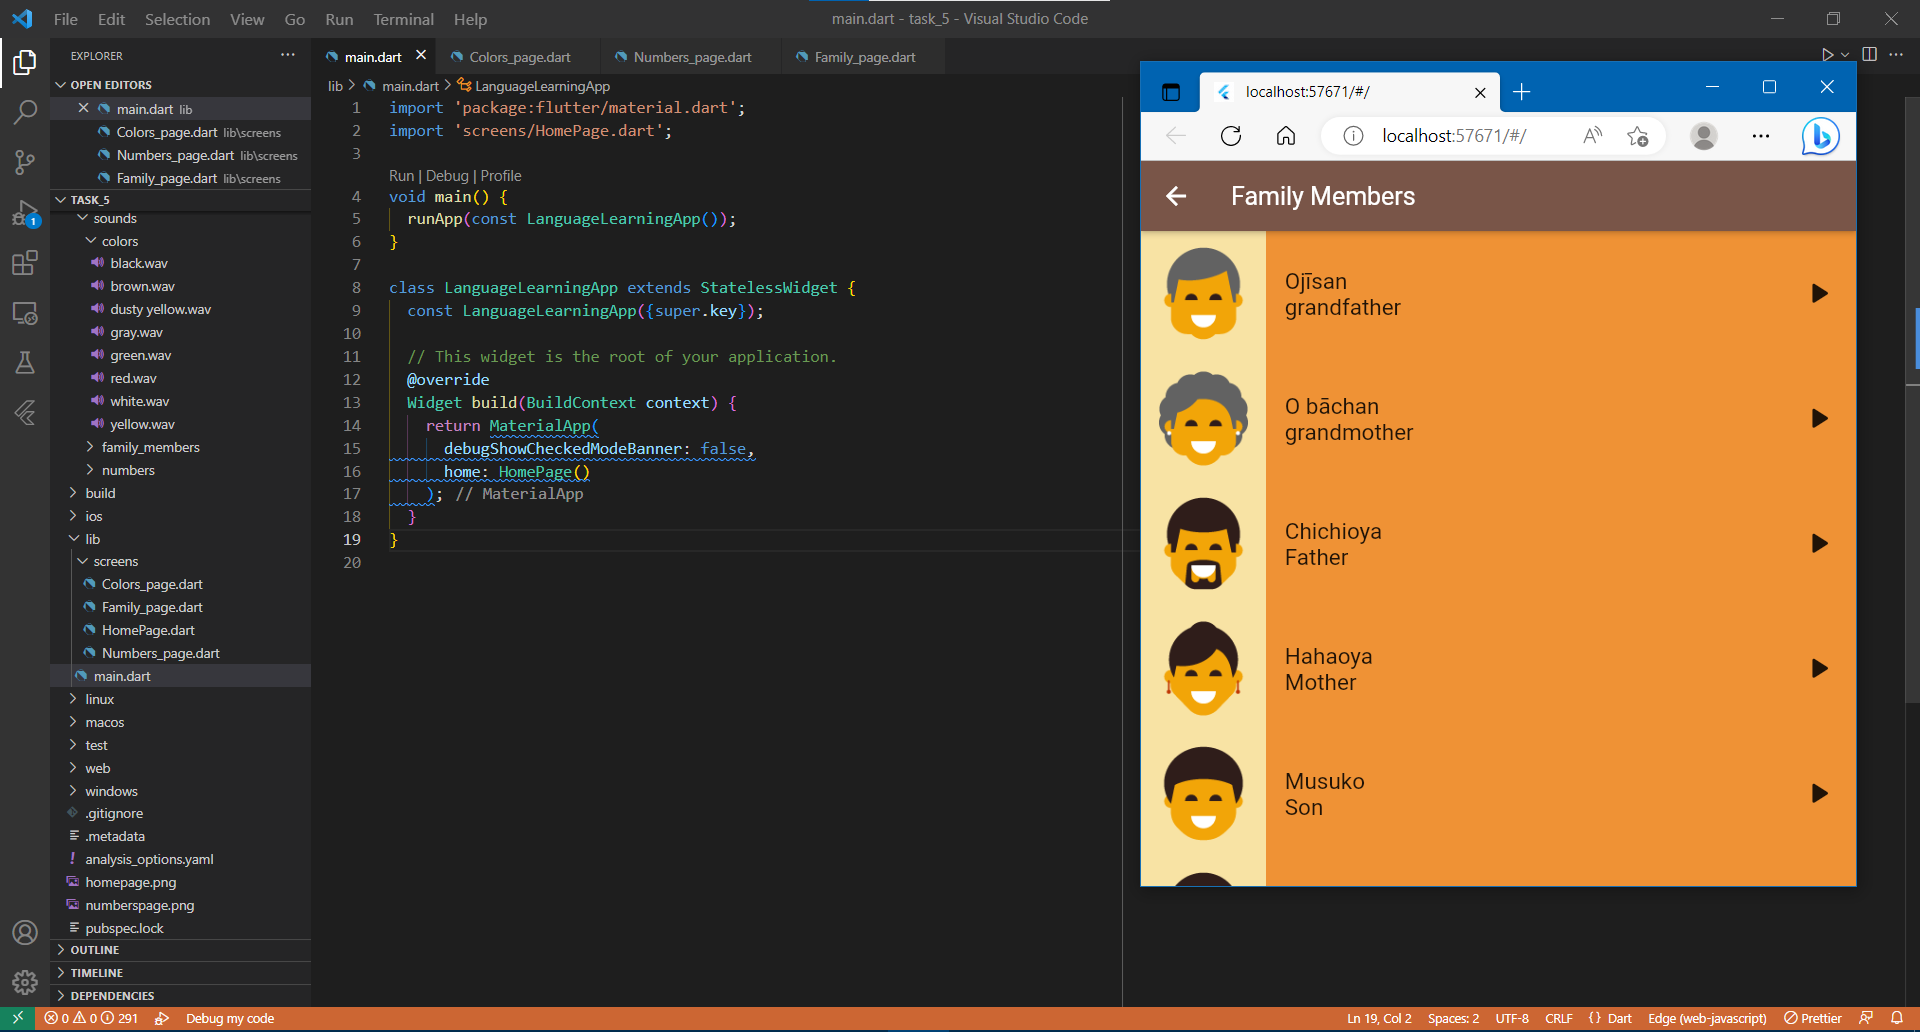 File Edit Selection View Go Run Terminal Help
main.dart - task_5 - Visual Studio Code
EXPLORER
OPEN EDITORS
main.dart lib
Colors_page.dart lib\screens
Numbers_page.dart lib\screens
Family_page.dart lib\screens
TASK_5
sounds
colors
black.wav
brown.wav
dusty yellow.wav
gray.wav
green.wav
red.wav
white.wav
yellow.wav
family_members
numbers
build
ios
lib
screens
Colors_page.dart
Family_page.dart
HomePage.dart
Numbers_page.dart
main.dart
linux
macos
test
web
windows
.gitignore
.metadata
analysis_options.yaml
homepage.png
numberspage.png
pubspec.lock
OUTLINE
TIMELINE
DEPENDENCIES
1
main.dart Colors_page.dart Numbers_page.dart Family_page.dart
lib > main.dart > LanguageLearningApp
1 import 'package:flutter/material.dart';
2 import 'screens/HomePage.dart';
3
Run | Debug | Profile
4 void main() {
5 runApp(const LanguageLearningApp());
6 }
7
8 class LanguageLearningApp extends StatelessWidget {
9 const LanguageLearningApp({super.key});
10
11 // This widget is the root of your application.
12 @override
13 Widget build(BuildContext context) {
14 return MaterialApp(
15 debugShowCheckedModeBanner: false,
16 home: HomePage()
17 ); // MaterialApp
18 }
19 }
20
localhost:57671/#/
localhost:57671/#/
Family Members
Ojīsan
grandfather
O bāchan
grandmother
Chichioya
Father
Hahaoya
Mother
Musuko
Son
0 0 291 Debug my code
Ln 19, Col 2 Spaces: 2 UTF-8 CRLF { } Dart Edge (web-javascript) Prettier